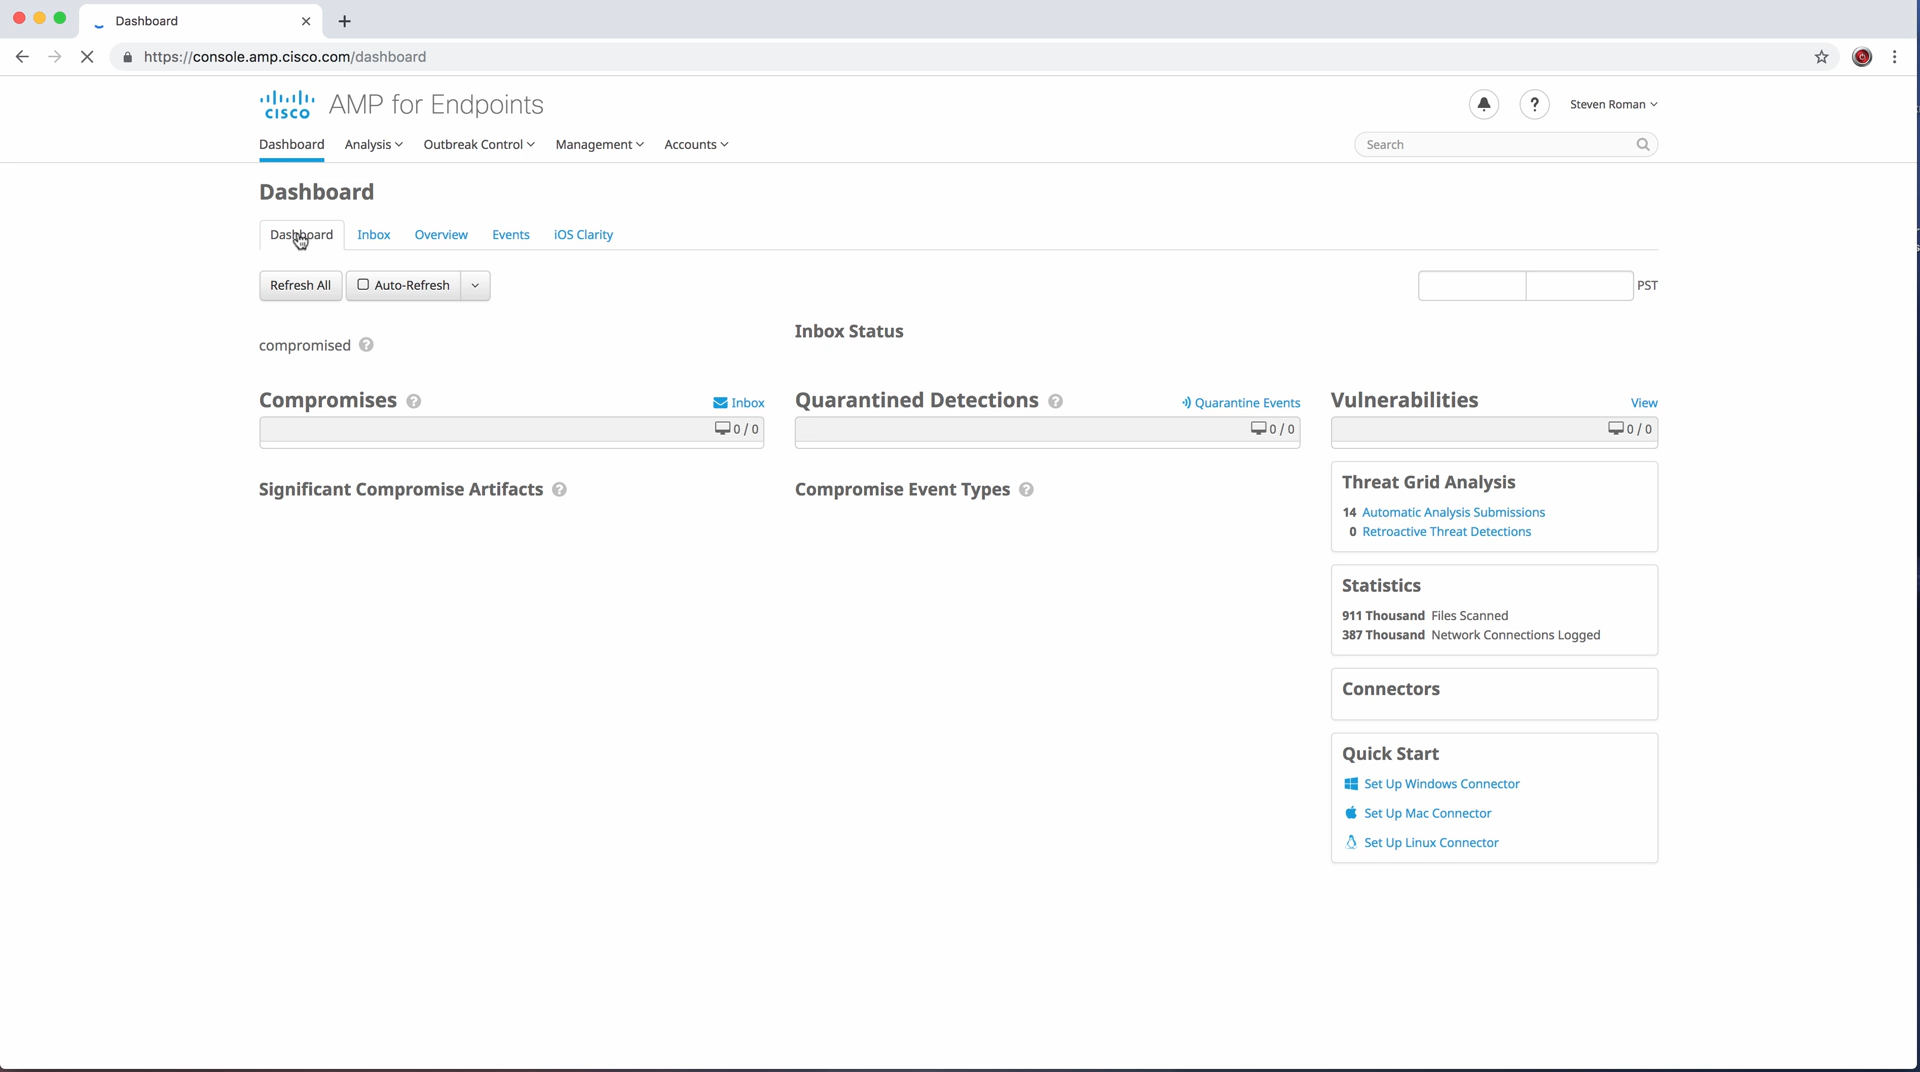 Dashboard
https://console.amp.cisco.com/dashboard
CISCO AMP for Endpoints
? Steven Roman
Dashboard Analysis Outbreak Control Management Accounts
Search
Dashboard
Dashboard Inbox Overview Events iOS Clarity
Refresh All Auto-Refresh
PST
Inbox Status
compromised ?
Compromises ? Inbox
0 / 0
Quarantined Detections ? Quarantine Events
0 / 0
Vulnerabilities View
0 / 0
Significant Compromise Artifacts ?
Compromise Event Types ?
Threat Grid Analysis
14 Automatic Analysis Submissions
0 Retroactive Threat Detections
Statistics
911 Thousand Files Scanned
387 Thousand Network Connections Logged
Connectors
Quick Start
Set Up Windows Connector
Set Up Mac Connector
Set Up Linux Connector